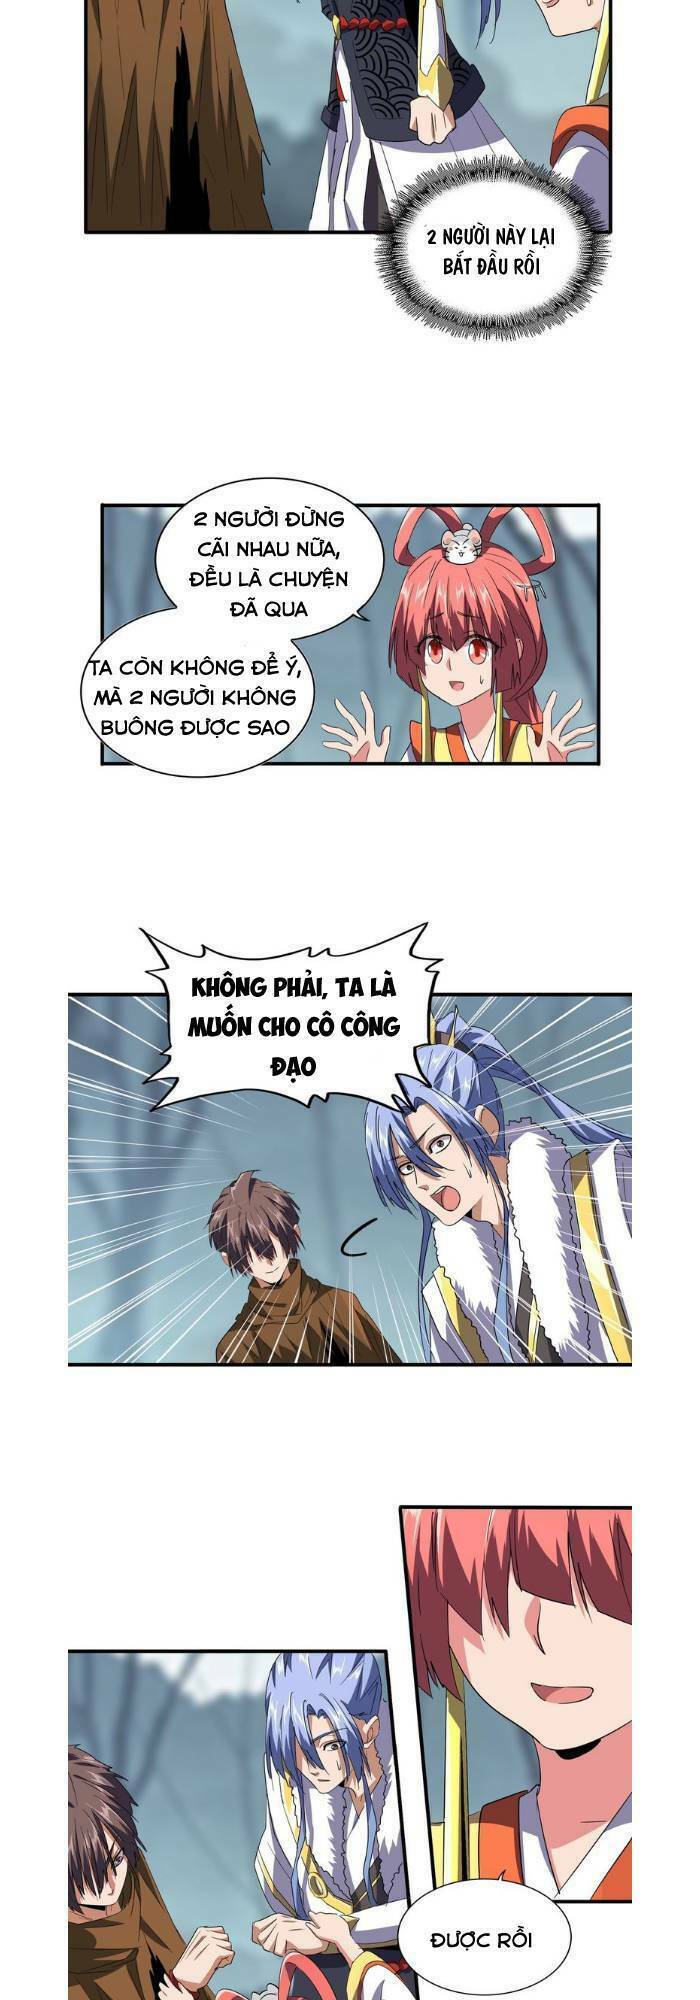 2 NGƯỜI NÀY LẠI
BẮT ĐẦU RỒI
2 NGƯỜI ĐỪNG
CÃI NHAU NỮA,
ĐỀU LÀ CHUYỆN
ĐÃ QUA
TA CÒN KHÔNG ĐỂ Ý,
MÀ 2 NGƯỜI KHÔNG
BUÔNG ĐƯỢC SAO
KHÔNG PHẢI, TA LÀ
MUỐN CHO CÔ CÔNG
ĐẠO
ĐƯỢC RỒI